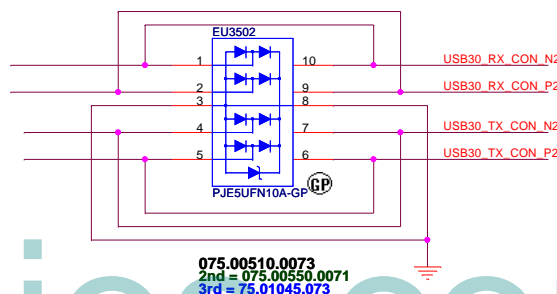 EU3502
1 10 USB30_RX_CON_N2
2 9 USB30_RX_CON_P2
3 8
4 7 USB30_TX_CON_N2
5 6 USB30_TX_CON_P2
PJE5UFN10A-GP GP
075.00510.0073
2nd = 075.00550.0071
3rd = 75.01045.073